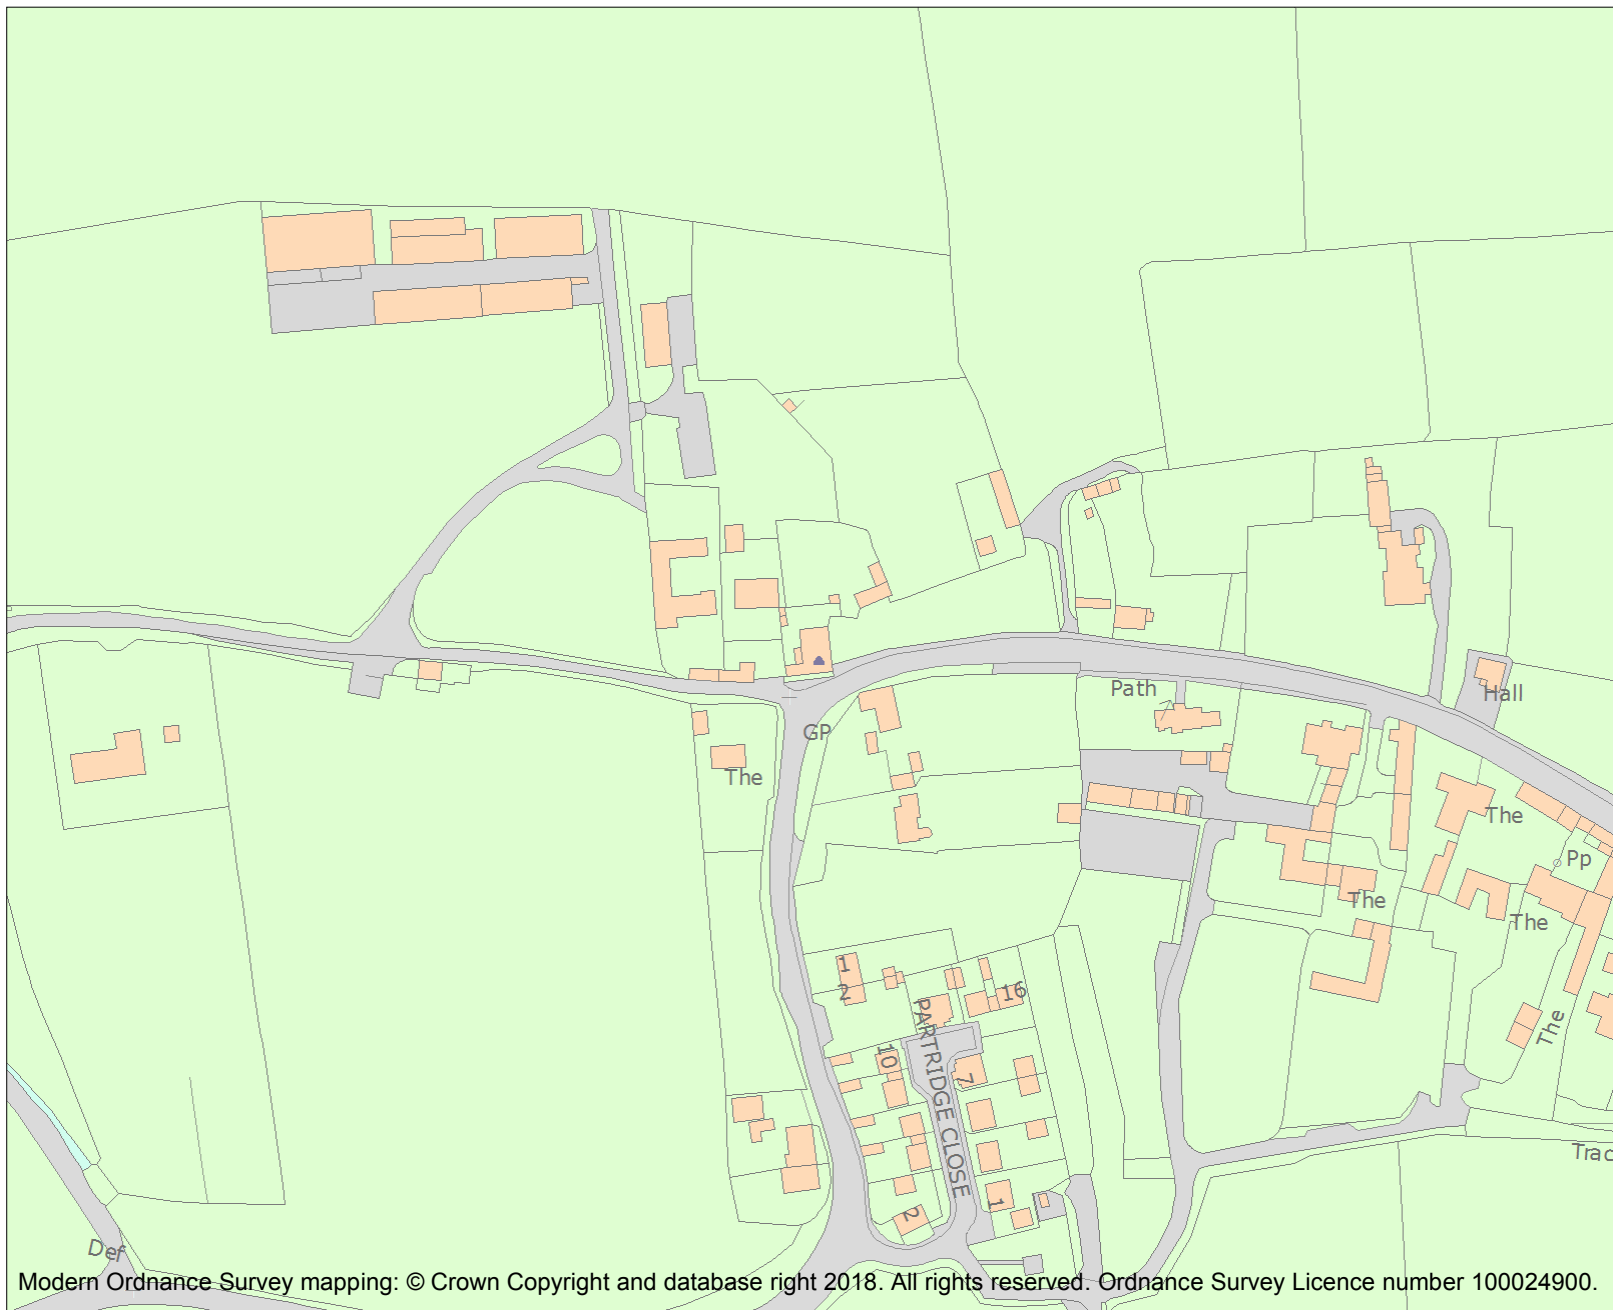 Path
Hall
GP
The
The
Pp
The
The
1
2
16
PARTRIDGE CLOSE
The
10
7
Trac
1
2
Def
Modern Ordnance Survey mapping: © Crown Copyright and database right 2018. All rights reserved. Ordnance Survey Licence number 100024900.